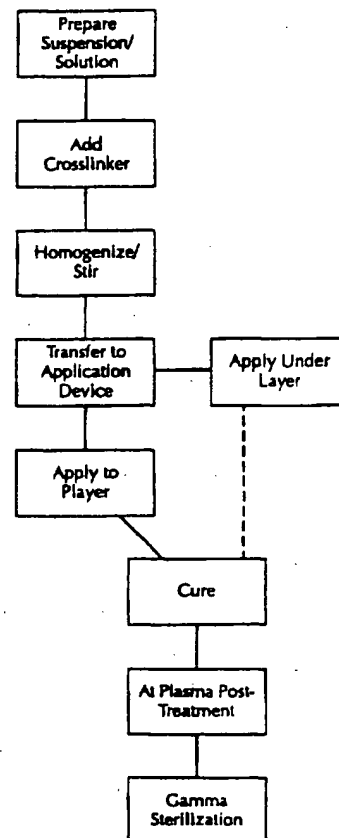 Prepare
Suspension/
Solution
Add
Crosslinker
Homogenize/
Stir
Transfer to
Application
Device
Apply Under
Layer
Apply to
Player
Cure
At Plasma Post-
Treatment
Gamma
Sterilization